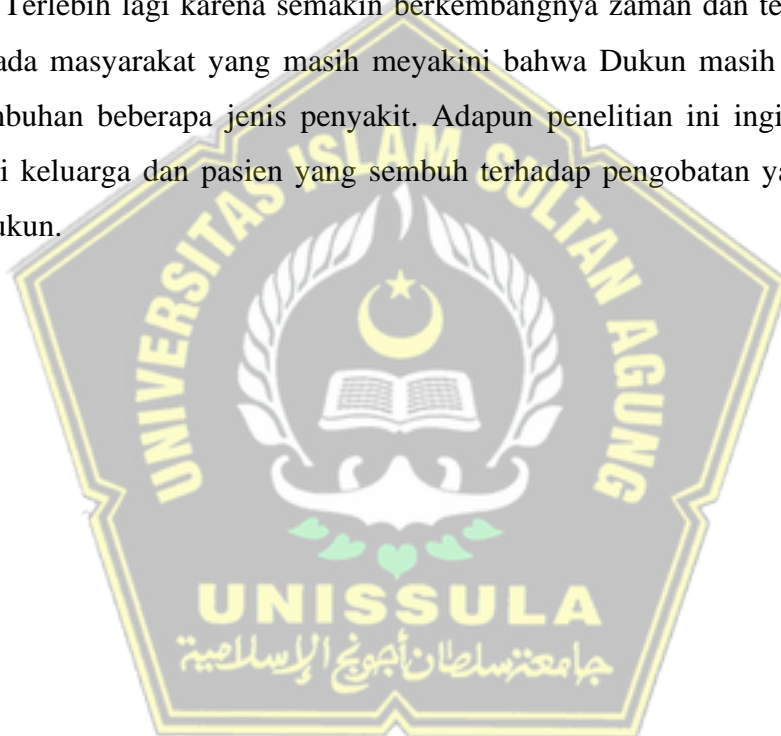 Terlebih lagi karena semakin berkembangnya zaman dan te
ada masyarakat yang masih meyakini bahwa Dukun masih
mbuhan beberapa jenis penyakit. Adapun penelitian ini ingi
i keluarga dan pasien yang sembuh terhadap pengobatan ya
ukun.
UNIVERSITAS ISLAM SULTAN AGUNG
UNISSULA
جامعة سلطان أجونج الإسلامية